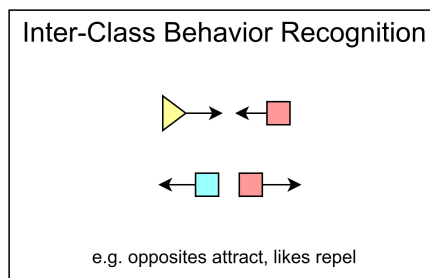 Inter-Class Behavior Recognition
e.g. opposites attract, likes repel